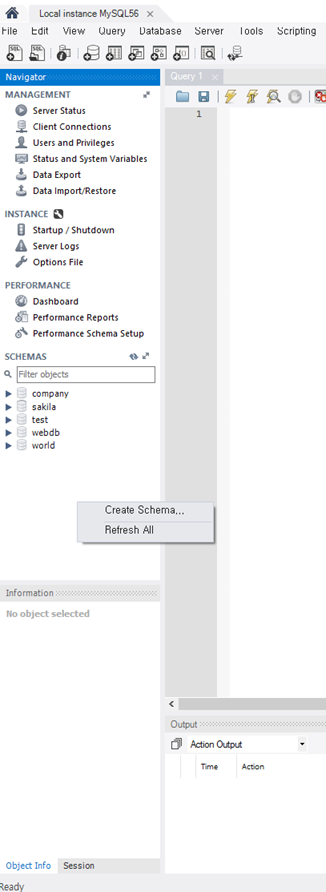 Local instance MySQL56
File Edit View Query Database Server Tools Scripting
Navigator
Query 1
MANAGEMENT
Server Status
Client Connections
Users and Privileges
Status and System Variables
Data Export
Data Import/Restore
INSTANCE
Startup / Shutdown
Server Logs
Options File
PERFORMANCE
Dashboard
Performance Reports
Performance Schema Setup
SCHEMAS
Filter objects
company
sakila
test
webdb
world
Create Schema...
Refresh All
Information
No object selected
Object Info Session
Ready
1
Output
Action Output
Time Action